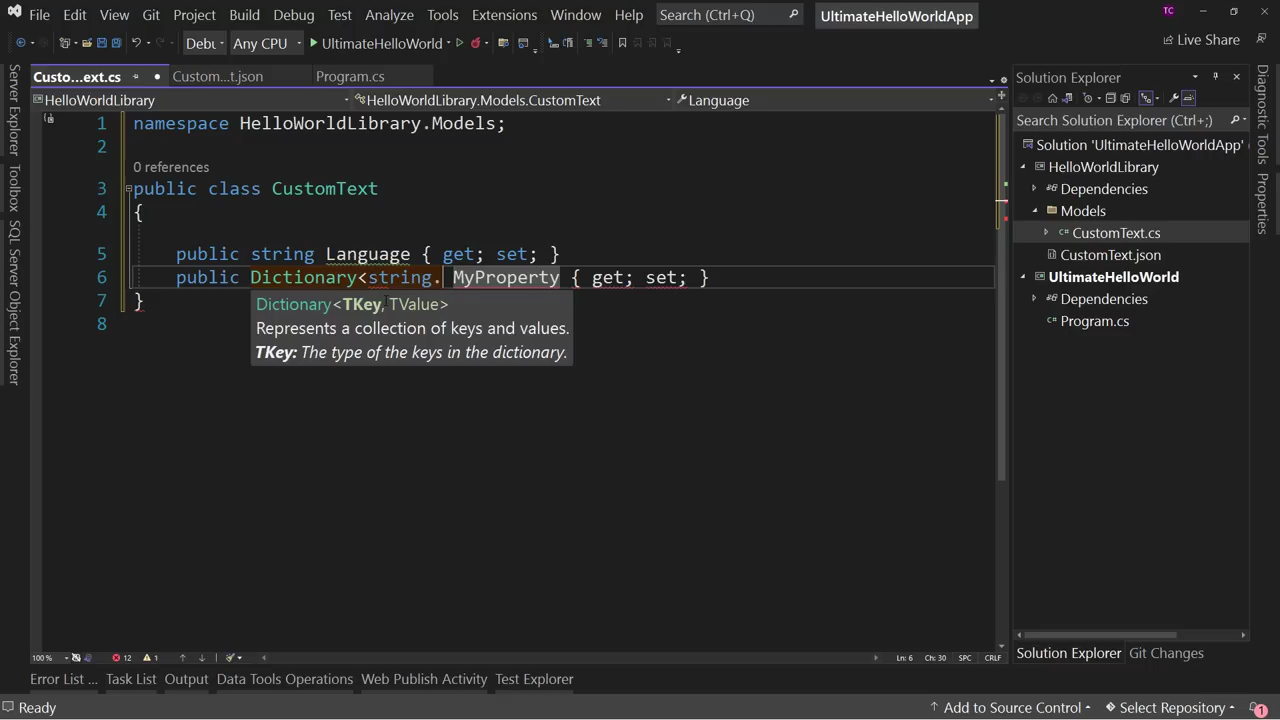 File Edit View Git Project Build Debug Test Analyze Tools Extensions Window Help Search (Ctrl+Q) UltimateHelloWorldApp TC
Debu Any CPU UltimateHelloWorld Live Share
Custo...ext.cs Custom...t.json Program.cs
HelloWorldLibrary HelloWorldLibrary.Models.CustomText Language
1 namespace HelloWorldLibrary.Models;
2
0 references
3 public class CustomText
4 {
5 public string Language { get; set; }
6 public Dictionary<string. MyProperty { get; set; }
7 }
8
Dictionary<TKey, TValue>
Represents a collection of keys and values.
TKey: The type of the keys in the dictionary.
Server Explorer
Toolbox
SQL Server Object Explorer
Solution Explorer
Search Solution Explorer (Ctrl+;)
Solution 'UltimateHelloWorldApp'
HelloWorldLibrary
Dependencies
Models
CustomText.cs
CustomText.json
UltimateHelloWorld
Dependencies
Program.cs
Diagnostic Tools
Properties
100% 12 1 Ln: 6 Ch: 30 SPC CRLF
Solution Explorer Git Changes
Error List ... Task List Output Data Tools Operations Web Publish Activity Test Explorer
Ready Add to Source Control Select Repository 1